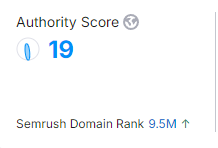 Authority Score
19
Semrush Domain Rank 9.5M ↑